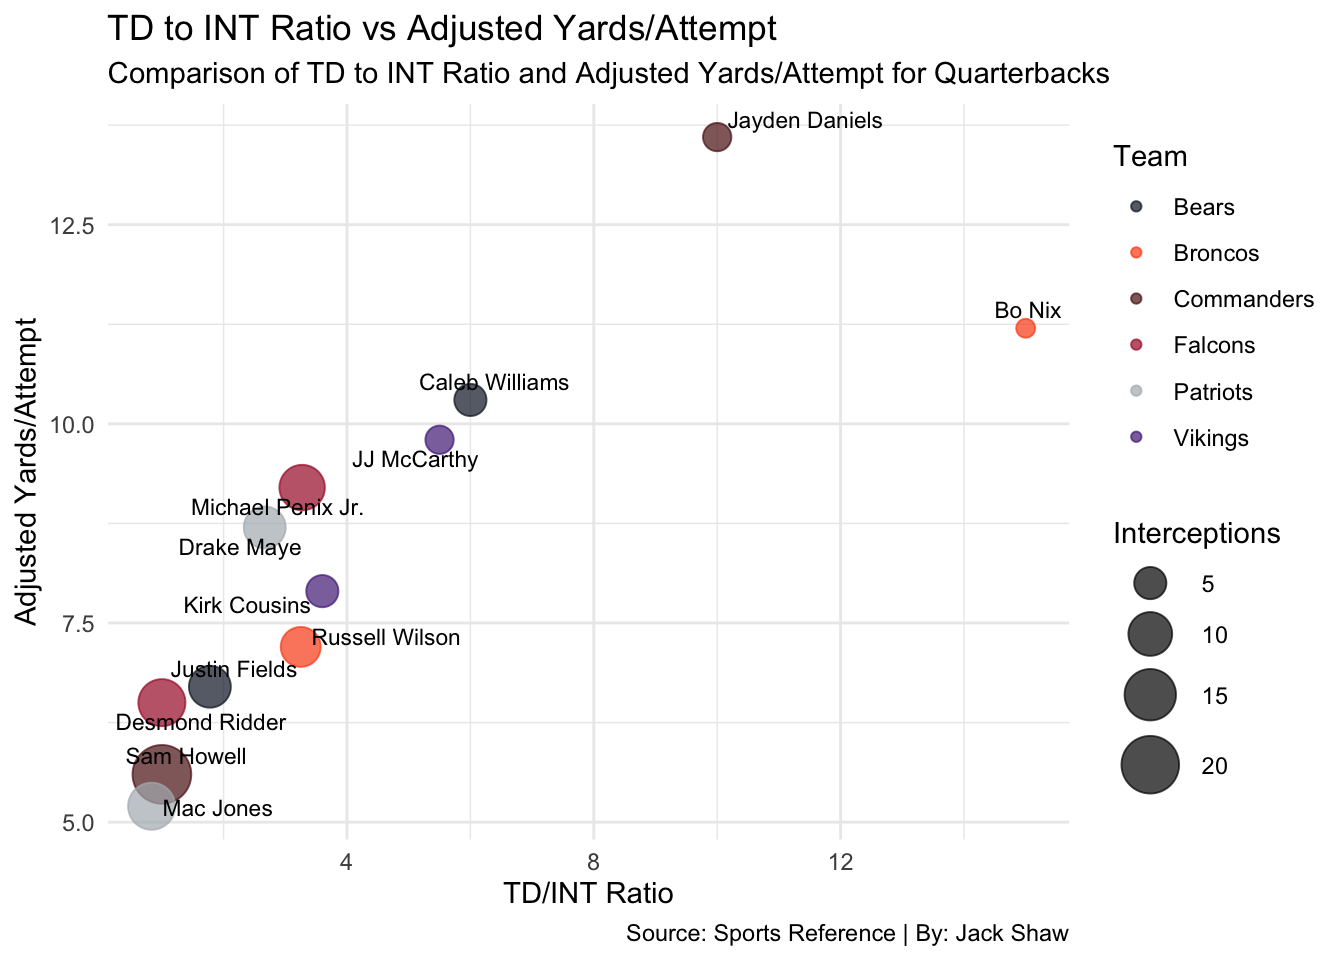 TD to INT Ratio vs Adjusted Yards/Attempt
Comparison of TD to INT Ratio and Adjusted Yards/Attempt for Quarterbacks
Adjusted Yards/Attempt
12.5
10.0
7.5
5.0
Jayden Daniels
Bo Nix
Caleb Williams
JJ McCarthy
Michael Penix Jr.
Drake Maye
Kirk Cousins
Russell Wilson
Justin Fields
Desmond Ridder
Sam Howell
Mac Jones
4
8
12
TD/INT Ratio
Team
Bears
Broncos
Commanders
Falcons
Patriots
Vikings
Interceptions
5
10
15
20
Source: Sports Reference | By: Jack Shaw